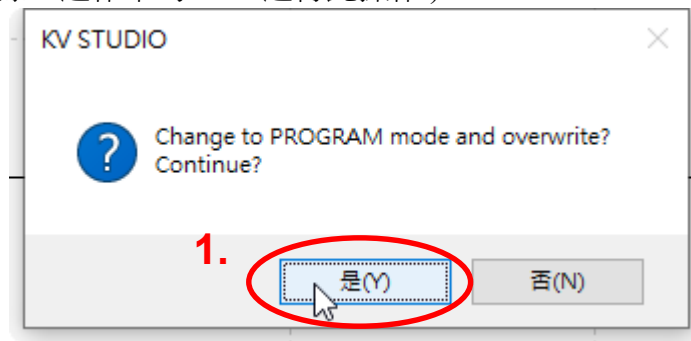 KV STUDIO
Change to PROGRAM mode and overwrite?
Continue?
1.
是(Y)
否(N)